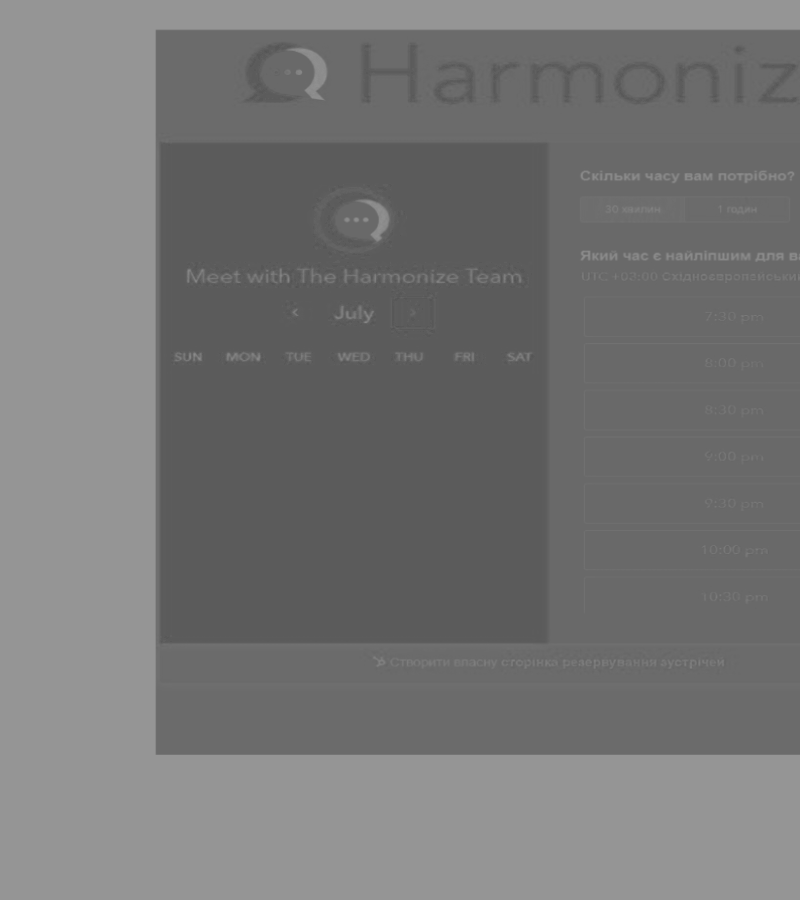 Harmoniz
Meet with The Harmonize Team
‹ July ›
SUN MON TUE WED THU FRI SAT
Скільки часу вам потрібно?
30 хвилин 1 годин
Який час є найліпшим для ва
UTC +03:00 Східноєвропейськи
7:30 pm
8:00 pm
8:30 pm
9:00 pm
9:30 pm
10:00 pm
10:30 pm
Створити власну сторінка резервування зустрічей